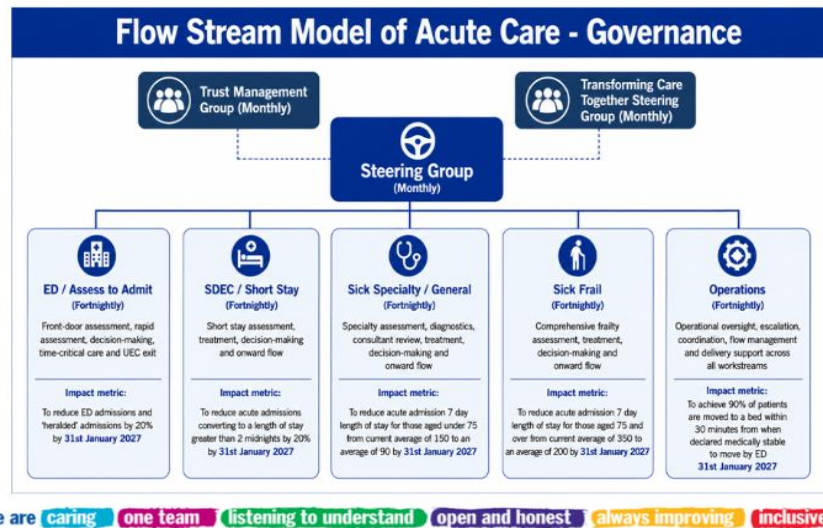 Flow Stream Model of Acute Care - Governance
Trust Management
Group (Monthly)
Transforming Care
Together Steering
Group (Monthly)
Steering Group
(Monthly)
ED / Assess to Admit
(Fortnightly)
Front-door assessment, rapid
assessment, decision-making,
time-critical care and UEC exit
Impact metric:
To reduce ED admissions and
'heralded' admissions by 20%
by 31st January 2027
SDEC / Short Stay
(Fortnightly)
Short stay assessment,
treatment, decision-making
and onward flow
Impact metric:
To reduce acute admissions
converting to a length of stay
greater than 2 midnights by 20%
by 31st January 2027
Sick Specialty / General
(Fortnightly)
Specialty assessment, diagnostics,
consultant review, treatment,
decision-making and
onward flow
Impact metric:
To reduce acute admission 7 day
length of stay for those aged under 75
from current average of 150 to an
average of 90 by 31st January 2027
Sick Frail
(Fortnightly)
Comprehensive frailty
assessment, treatment,
decision-making and
onward flow
Impact metric:
To reduce acute admission 7 day
length of stay for those aged 75 and
over from current average of 350 to
an average of 200 by 31st January 2027
Operations
(Fortnightly)
Operational oversight, escalation,
coordination, flow management
and delivery support across
all workstreams
Impact metric:
To achieve 90% of patients
are moved to a bed within
30 minutes from when
declared medically stable
to move by ED
31st January 2027
e are caring one team listening to understand open and honest always improving inclusive